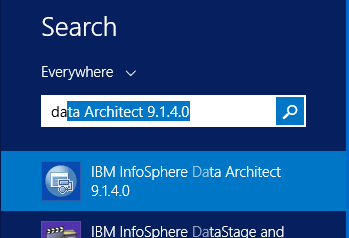 Search
Everywhere
data Architect 9.1.4.0
IBM InfoSphere Data Architect
9.1.4.0
IBM InfoSphere DataStage and